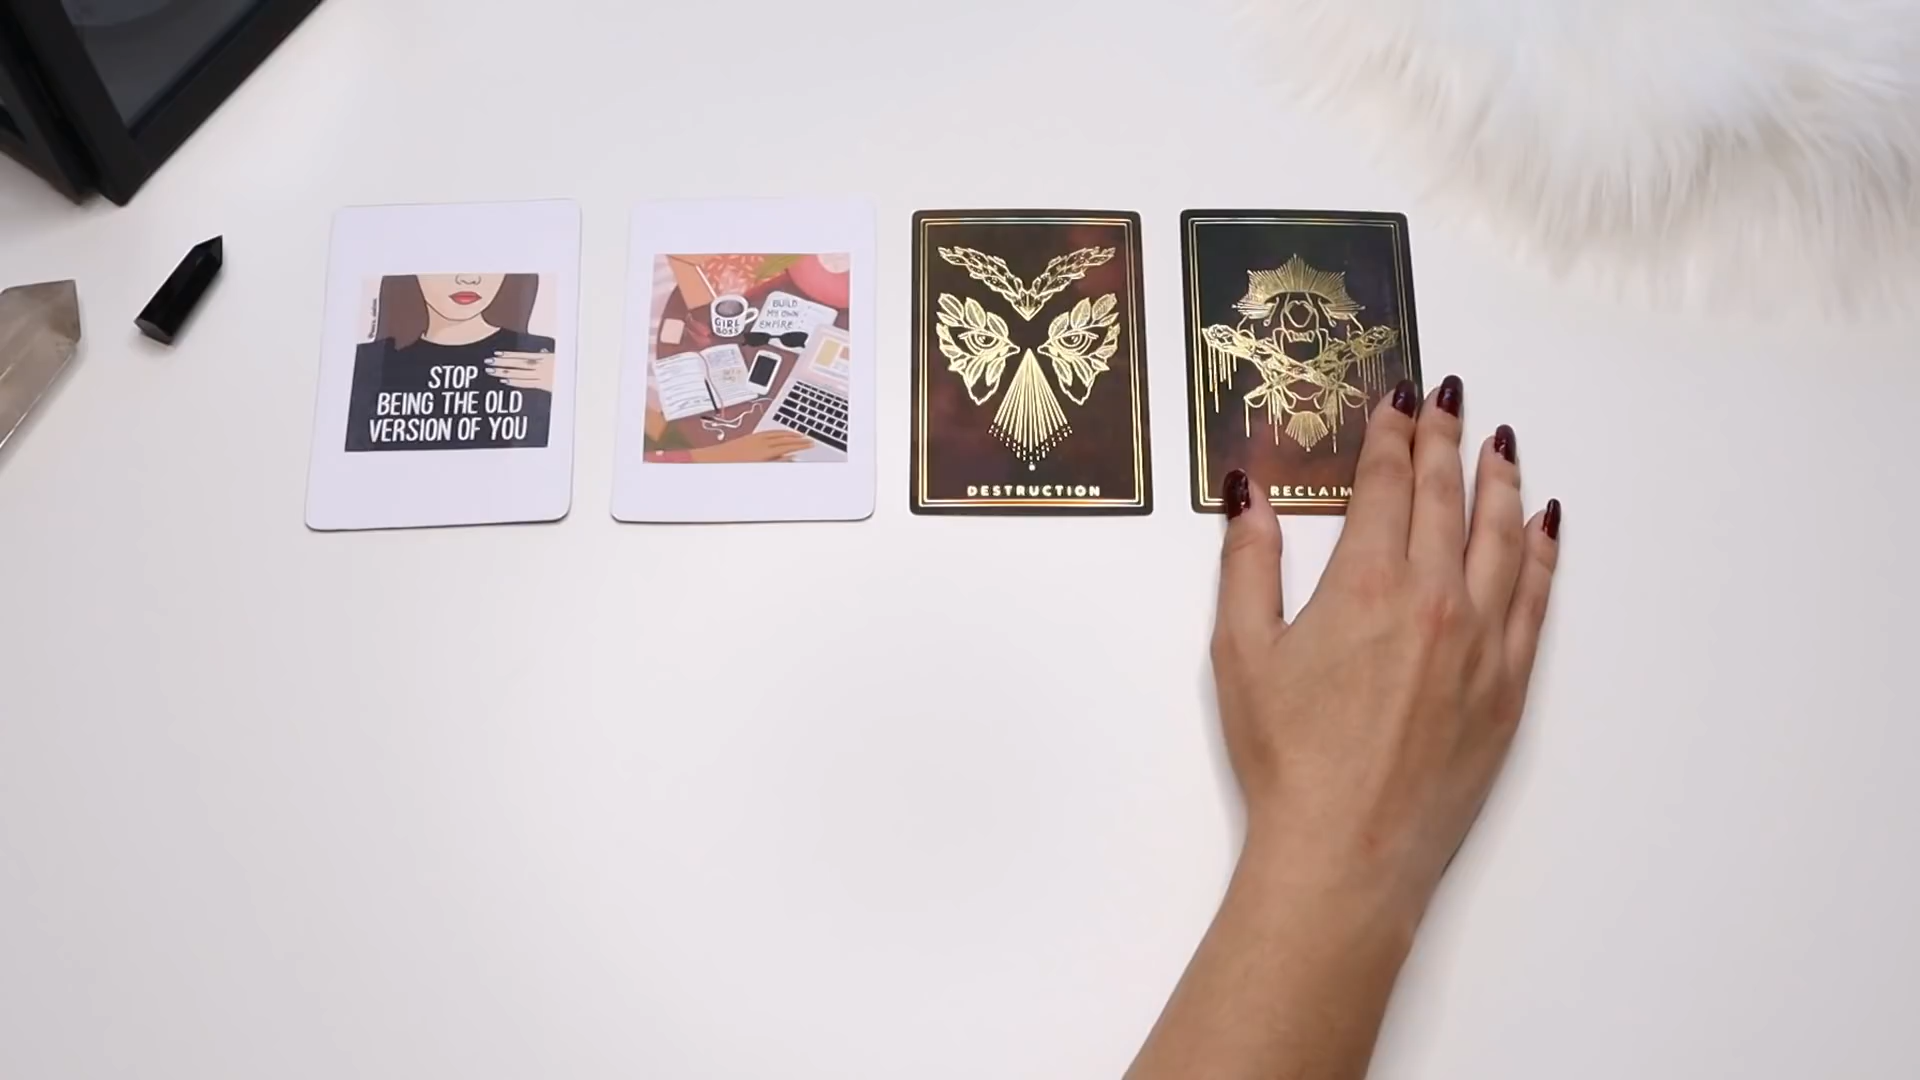 STOP
BEING THE OLD
VERSION OF YOU
GIRL
BOSS
BUILD
MY OWN
EMPIRE
DESTRUCTION
RECLAIM